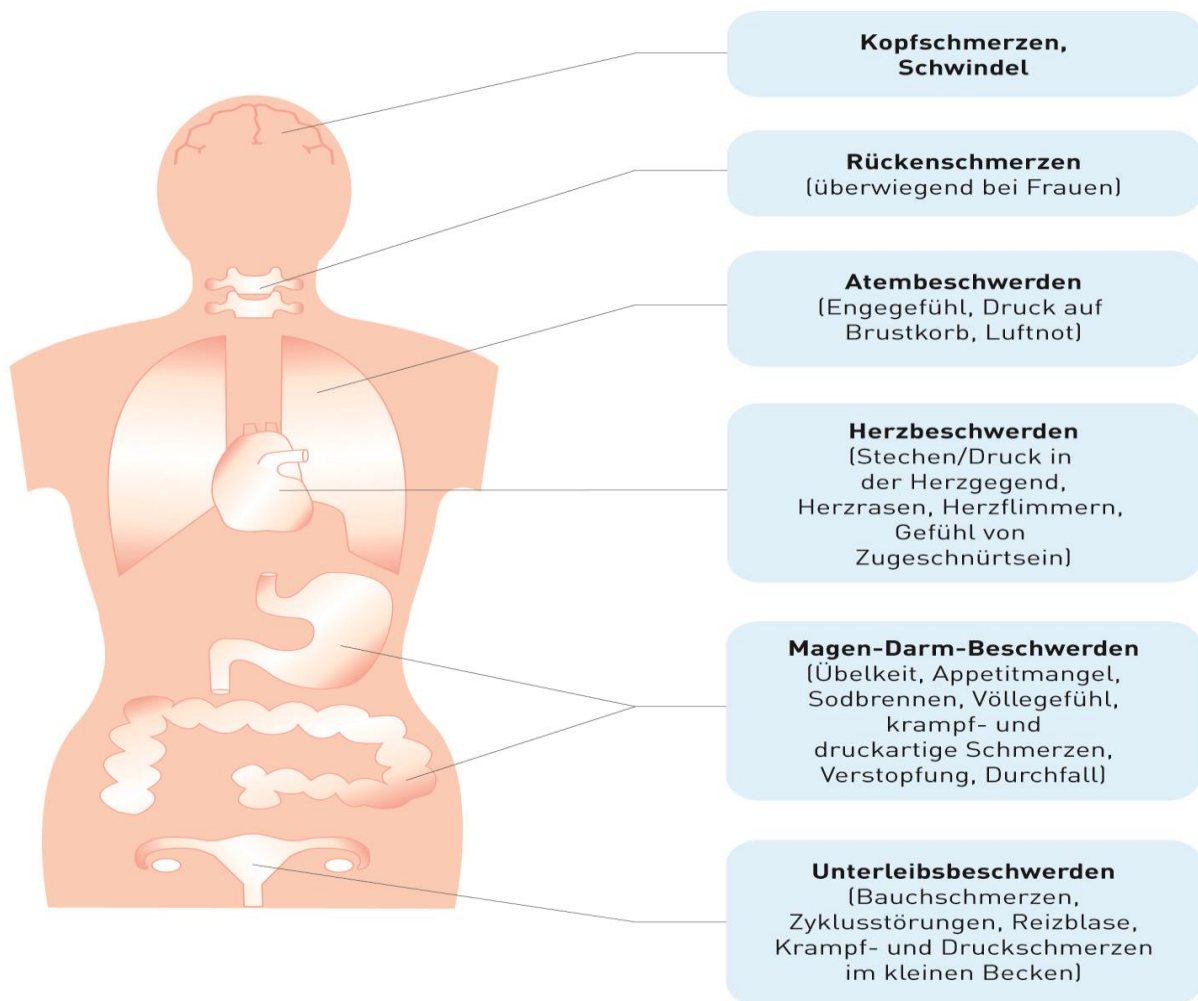 Kopfschmerzen,
Schwindel
Rückenschmerzen
(überwiegend bei Frauen)
Atembeschwerden
(Engegefühl, Druck auf
Brustkorb, Luftnot)
Herzbeschwerden
(Stechen/Druck in
der Herzgegend,
Herzrasen, Herzflimmern,
Gefühl von
Zugeschnürtsein)
Magen-Darm-Beschwerden
(Übelkeit, Appetitmangel,
Sodbrennen, Völlegefühl,
krampf- und
druckartige Schmerzen,
Verstopfung, Durchfall)
Unterleibsbeschwerden
(Bauchschmerzen,
Zyklusstörungen, Reizblase,
Krampf- und Druckschmerzen
im kleinen Becken)